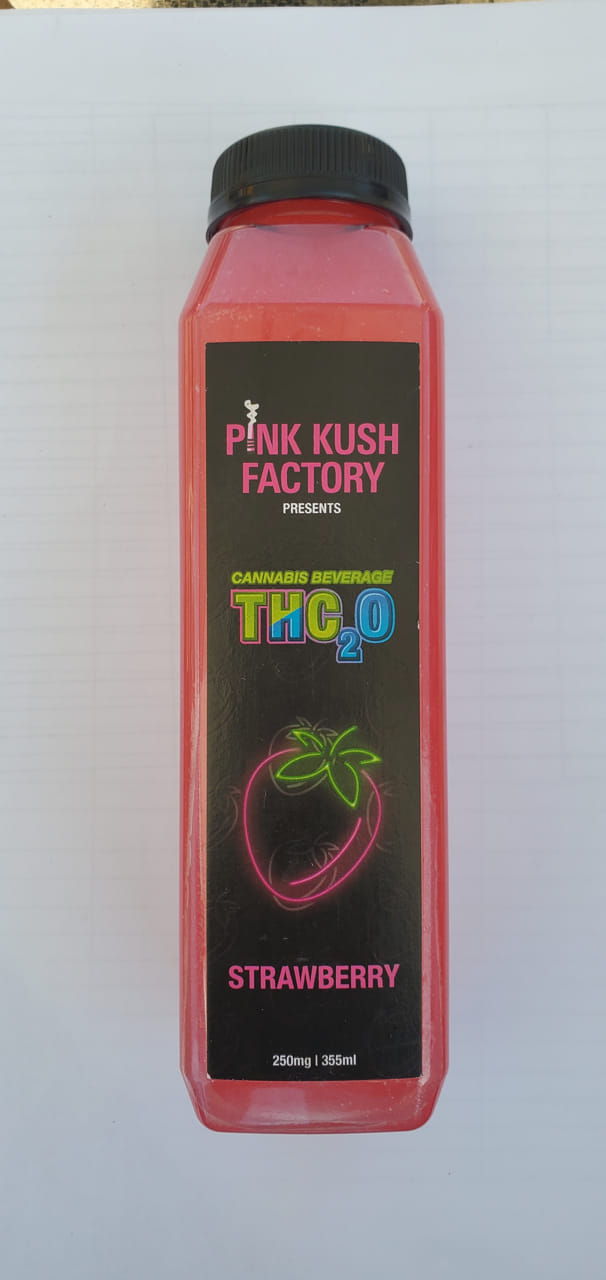 PINK KUSH
FACTORY
PRESENTS
CANNABIS BEVERAGE
THC2O
STRAWBERRY
250mg | 355ml